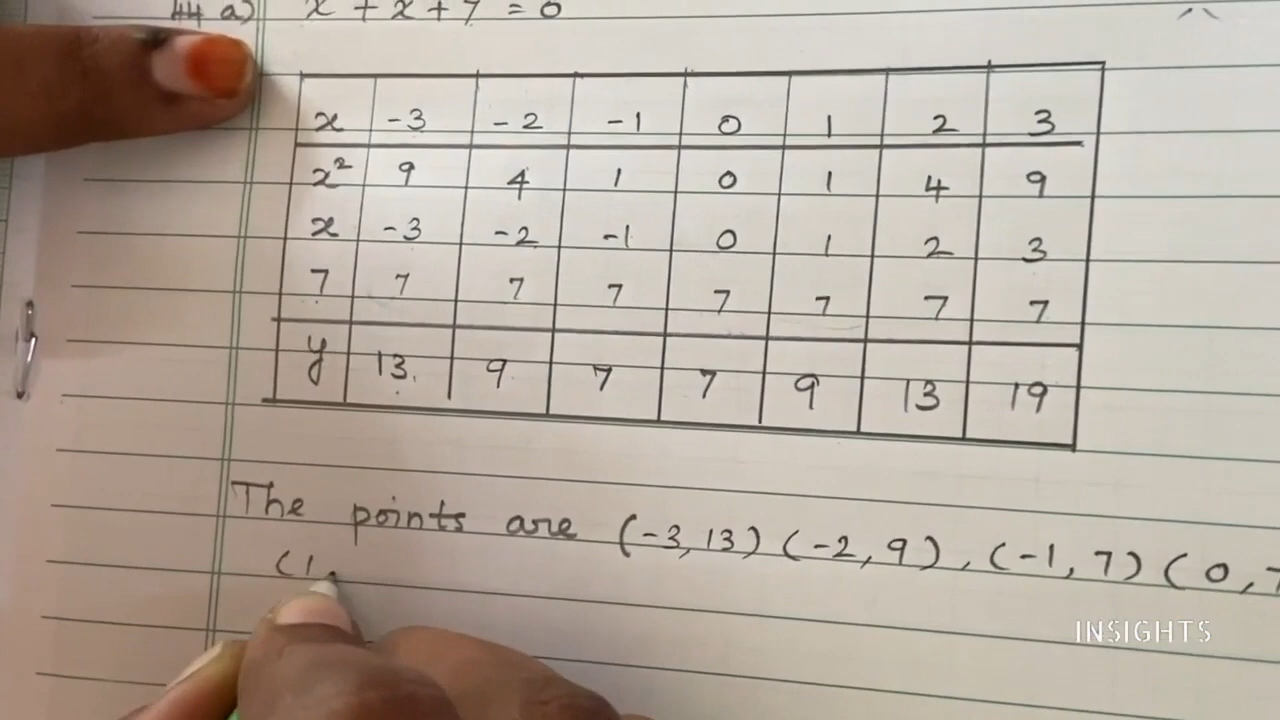 44 a) x + x + 7 = 0
x -3 -2 -1 0 1 2 3
x² 9 4 1 0 1 4 9
x -3 -2 -1 0 1 2 3
7 7 7 7 7 7 7 7
y 13 9 7 7 9 13 19
The points are (-3,13) (-2,9), (-1,7) (0,7
(1,
INSIGHTS